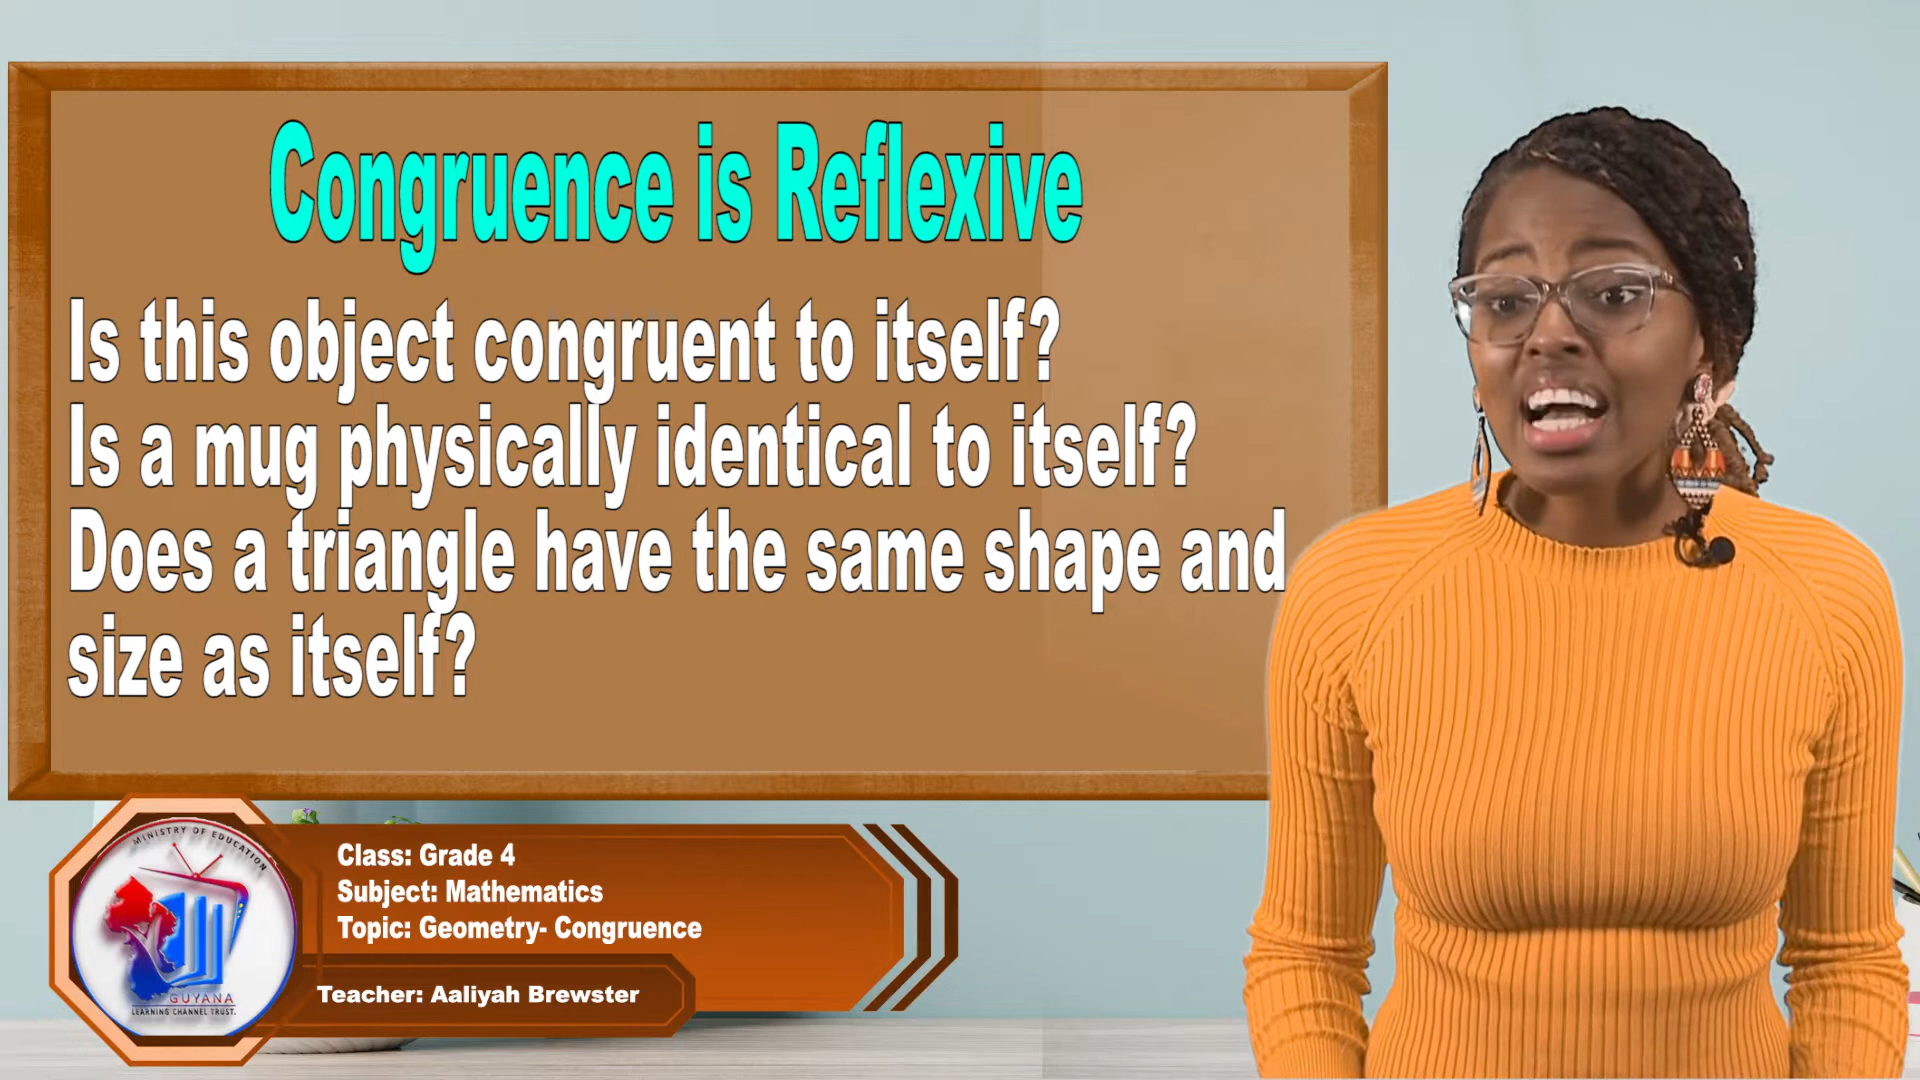 Congruence is Reflexive
Is this object congruent to itself?
Is a mug physically identical to itself?
Does a triangle have the same shape and
size as itself?
MINISTRY OF EDUCATION
GUYANA
LEARNING CHANNEL TRUST.
Class: Grade 4
Subject: Mathematics
Topic: Geometry- Congruence
Teacher: Aaliyah Brewster